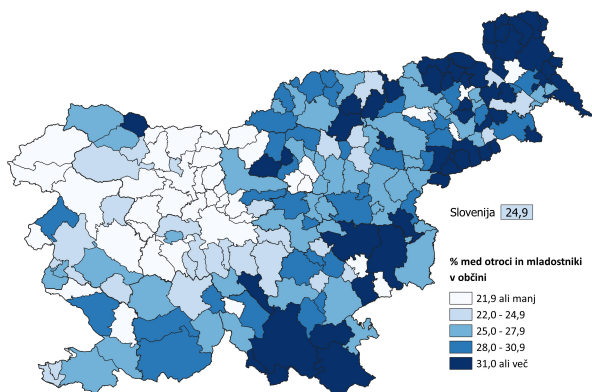 Slovenija 24,9
% med otroci in mladostniki
v občini
21,9 ali manj
22,0 - 24,9
25,0 - 27,9
28,0 - 30,9
31,0 ali več